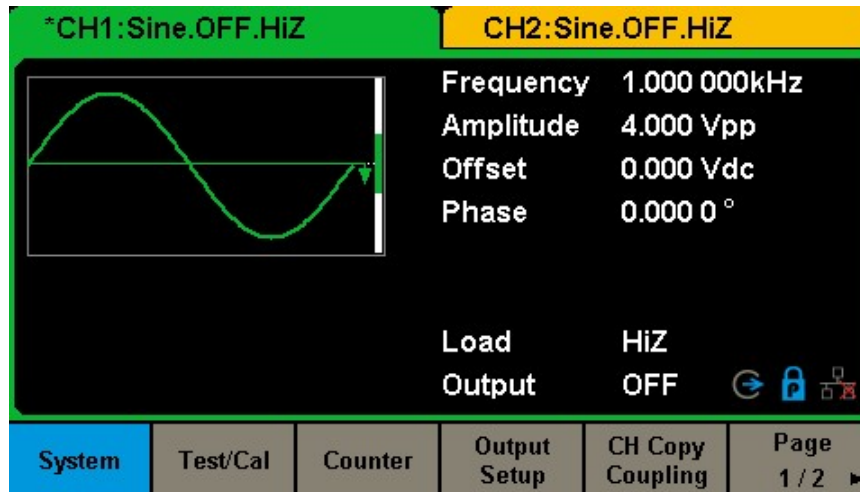 *CH1:Sine.OFF.HiZ
CH2:Sine.OFF.HiZ
Frequency 1.000 000kHz
Amplitude 4.000 Vpp
Offset 0.000 Vdc
Phase 0.000 0 °
Load HiZ
Output OFF
P
System
Test/Cal
Counter
Output
Setup
CH Copy
Coupling
Page
1 / 2